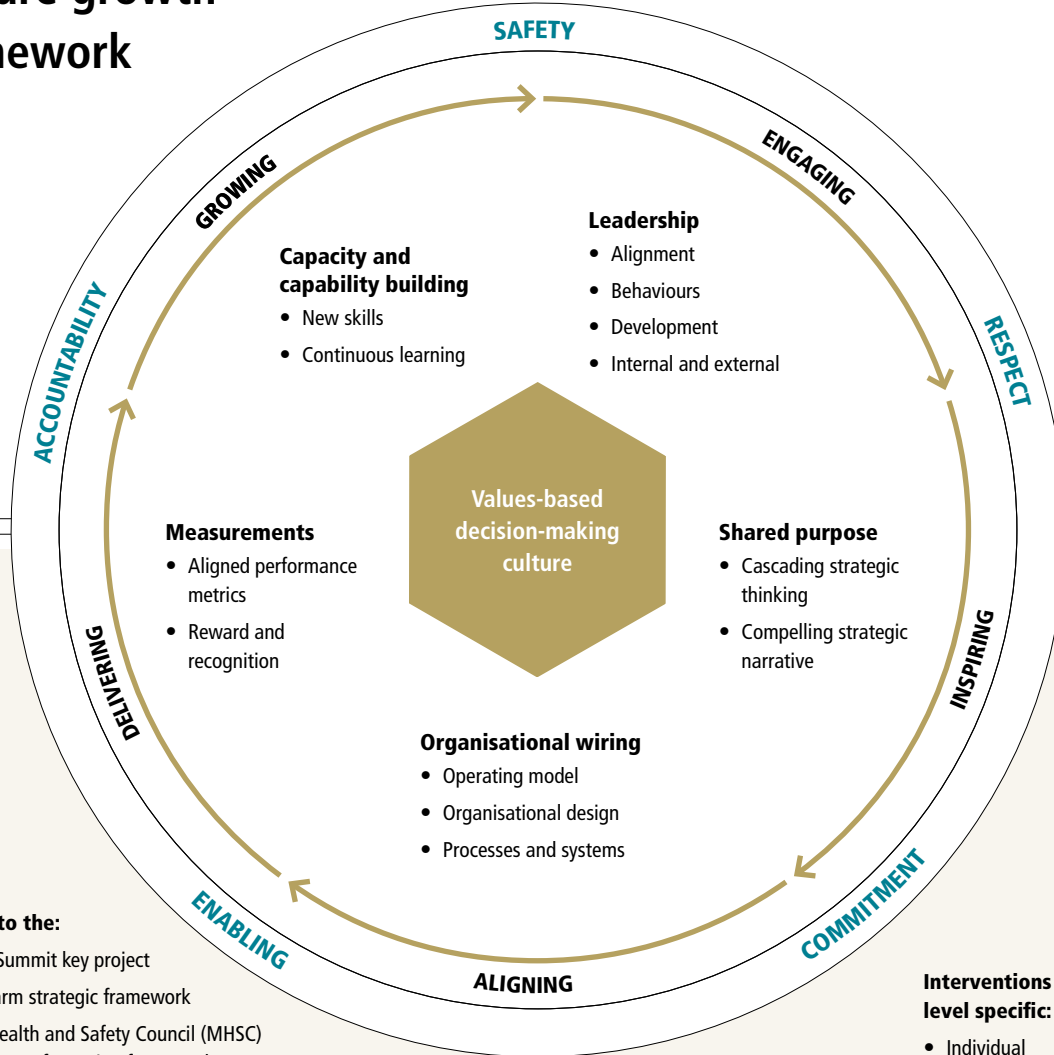 growth
SAFETY
ENGAGING
GROWING
Leadership
• Alignment
• Behaviours
• Development
• Internal and external
Capacity and
capability building
• New skills
• Continuous learning
ACCOUNTABILITY
RESPECT
Values-based
decision-making
culture
Measurements
• Aligned performance
metrics
• Reward and
recognition
Shared purpose
• Cascading strategic
thinking
• Compelling strategic
narrative
DELIVERING
INSPIRING
Organisational wiring
• Operating model
• Organisational design
• Processes and systems
ENABLING
COMMITMENT
ALIGNING
to the:
Summit key project
strategic framework
and Safety Council (MHSC)
Interventions
level specific:
• Individual